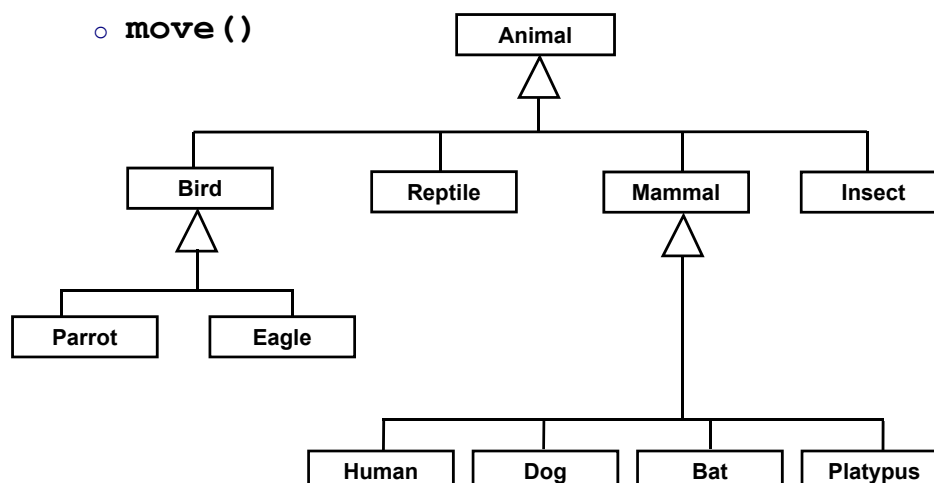 move()
Animal
Bird Reptile Mammal Insect
Parrot Eagle
Human Dog Bat Platypus